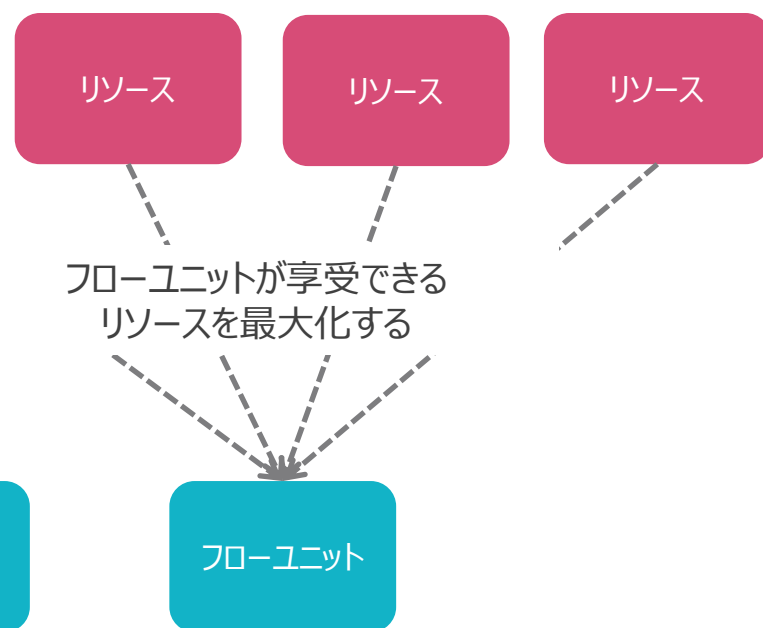 リソース
リソース
リソース
フローユニットが享受できる
リソースを最大化する
フローユニット